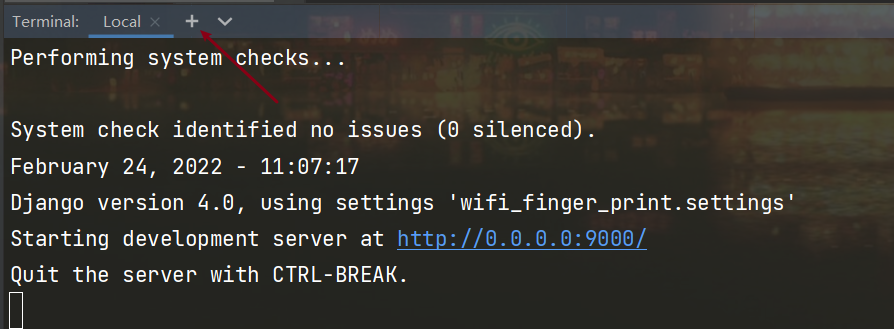 Terminal: Local × +
Performing system checks...
System check identified no issues (0 silenced).
February 24, 2022 - 11:07:17
Django version 4.0, using settings 'wifi_finger_print.settings'
Starting development server at http://0.0.0.0:9000/
Quit the server with CTRL-BREAK.